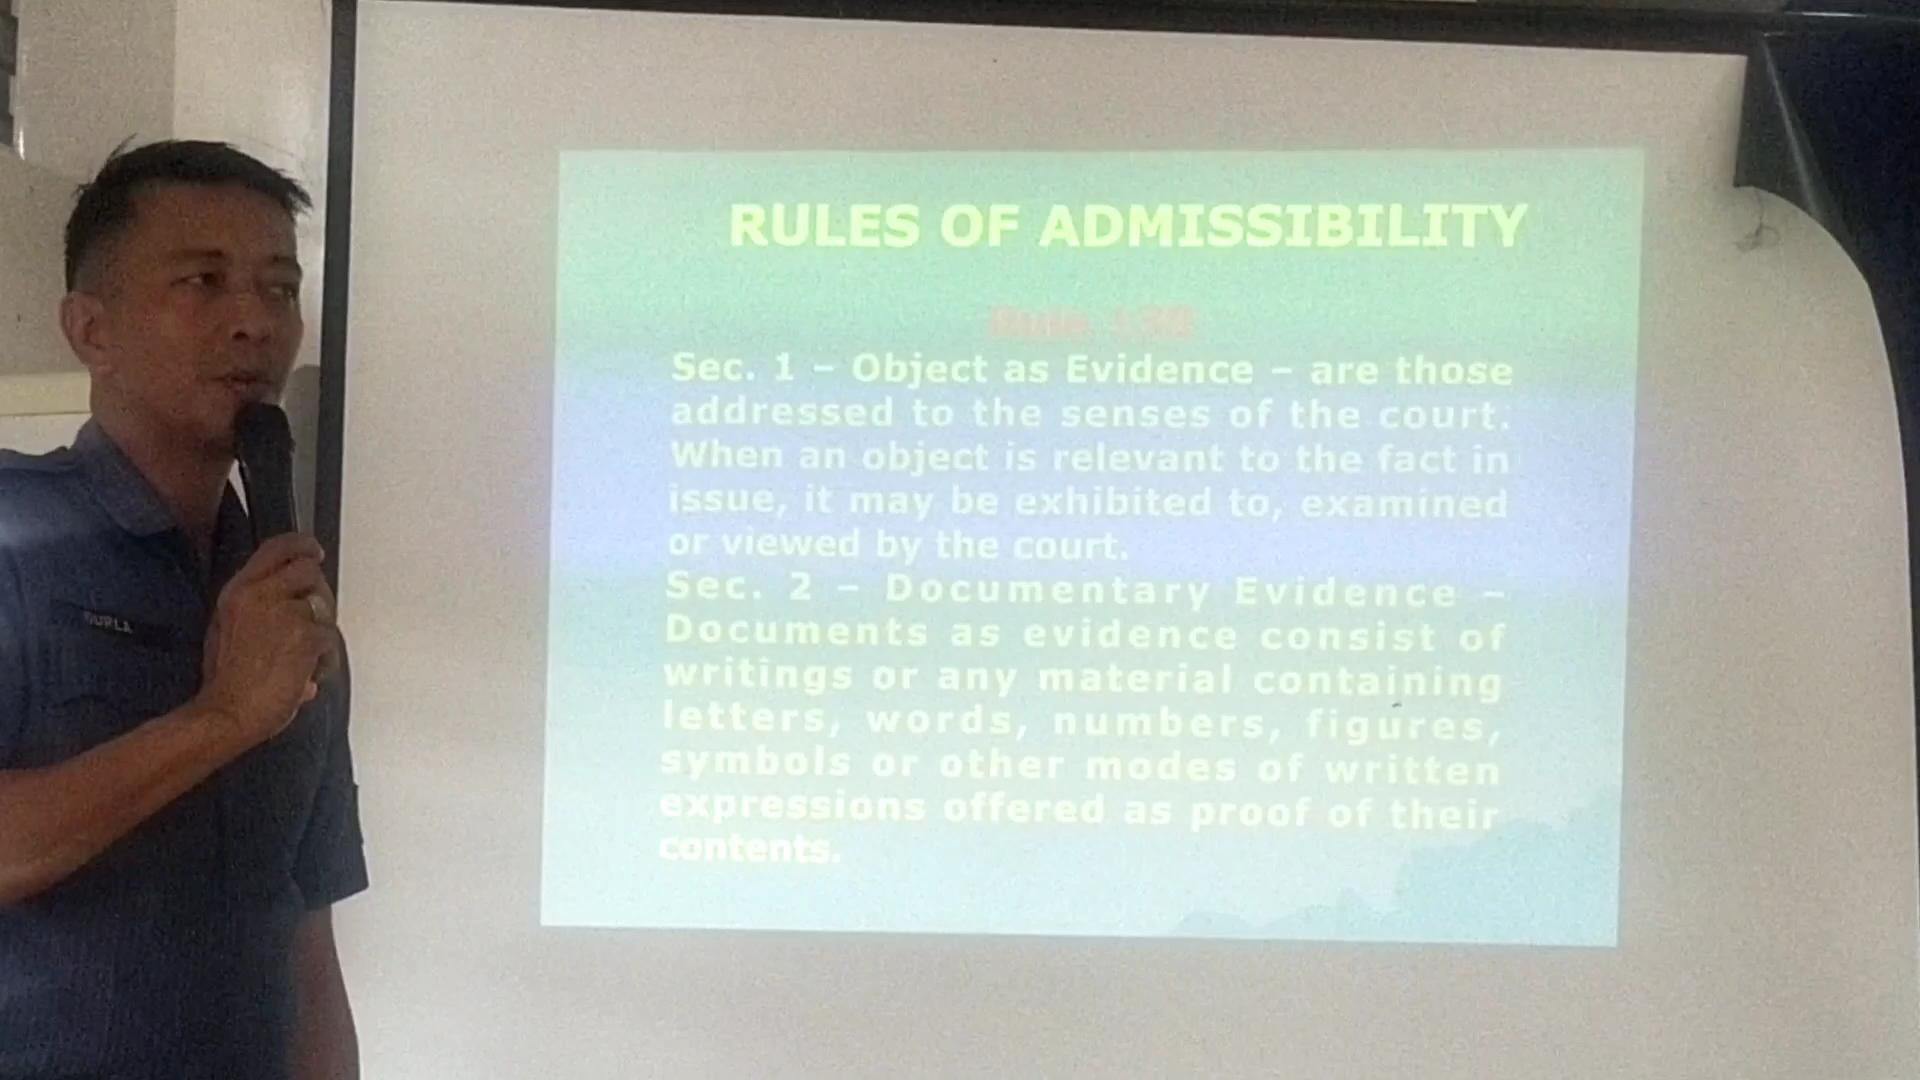 RULES OF ADMISSIBILITY
Rule 130
Sec. 1 – Object as Evidence – are those
addressed to the senses of the court.
When an object is relevant to the fact in
issue, it may be exhibited to, examined
or viewed by the court.
Sec. 2 – Documentary Evidence –
Documents as evidence consist of
writings or any material containing
letters, words, numbers, figures,
symbols or other modes of written
expressions offered as proof of their
contents.